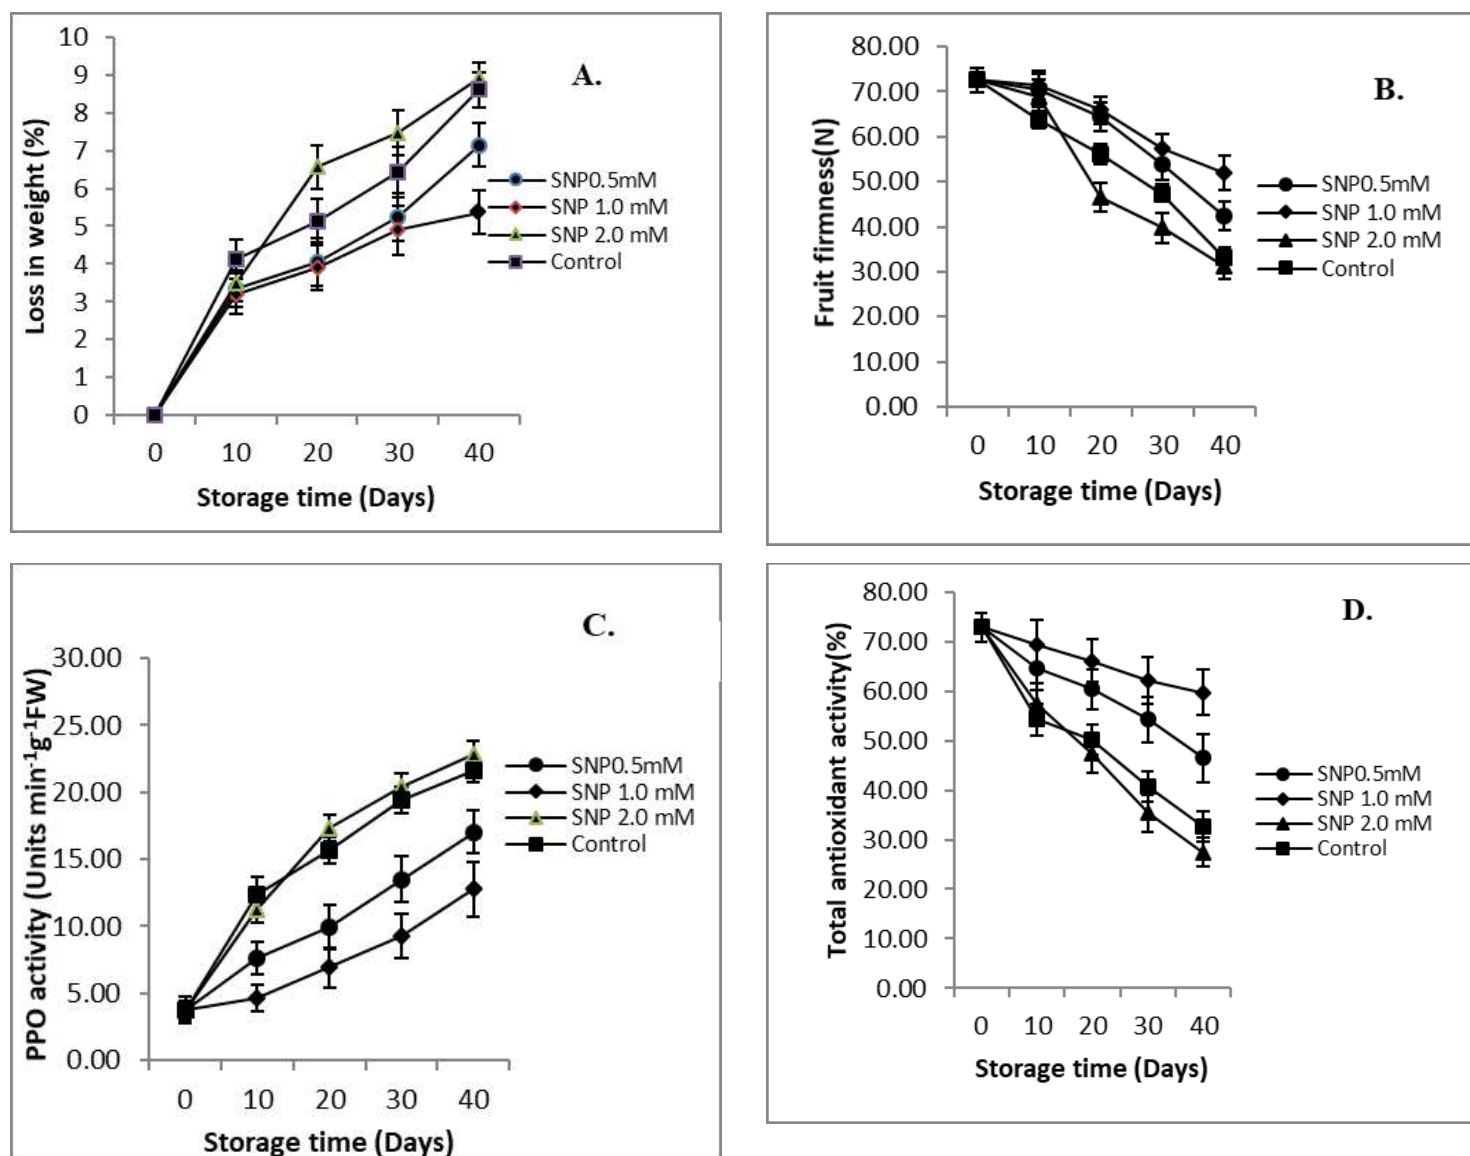 A.
Loss in weight (%)
10
9
8
7
6
5
4
3
2
1
0
0 10 20 30 40
Storage time (Days)
SNP0.5mM
SNP 1.0 mM
SNP 2.0 mM
Control
B.
Fruit firmness(N)
80.00
70.00
60.00
50.00
40.00
30.00
20.00
10.00
0.00
0 10 20 30 40
Storage time (Days)
SNP0.5mM
SNP 1.0 mM
SNP 2.0 mM
Control
C.
PPO activity (Units min-1g-1FW)
30.00
25.00
20.00
15.00
10.00
5.00
0.00
0 10 20 30 40
Storage time (Days)
SNP0.5mM
SNP 1.0 mM
SNP 2.0 mM
Control
D.
Total antioxidant activity(%)
80.00
70.00
60.00
50.00
40.00
30.00
20.00
10.00
0.00
0 10 20 30 40
Storage time (Days)
SNP0.5mM
SNP 1.0 mM
SNP 2.0 mM
Control